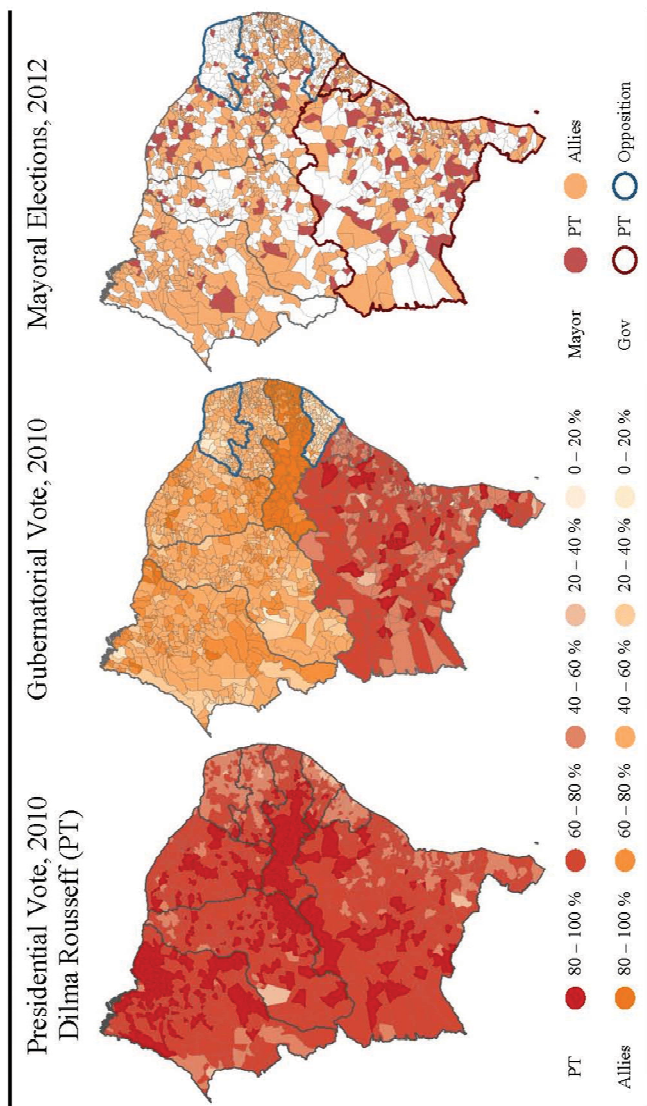 Presidential Vote, 2010
Dilma Rousseff (PT)
Gubernatorial Vote, 2010
Mayoral Elections, 2012
PT 80 – 100 % 60 – 80 % 40 – 60 % 20 – 40 % 0 – 20 %
Allies 80 – 100 % 60 – 80 % 40 – 60 % 20 – 40 % 0 – 20 %
Mayor PT Allies
Gov PT Opposition